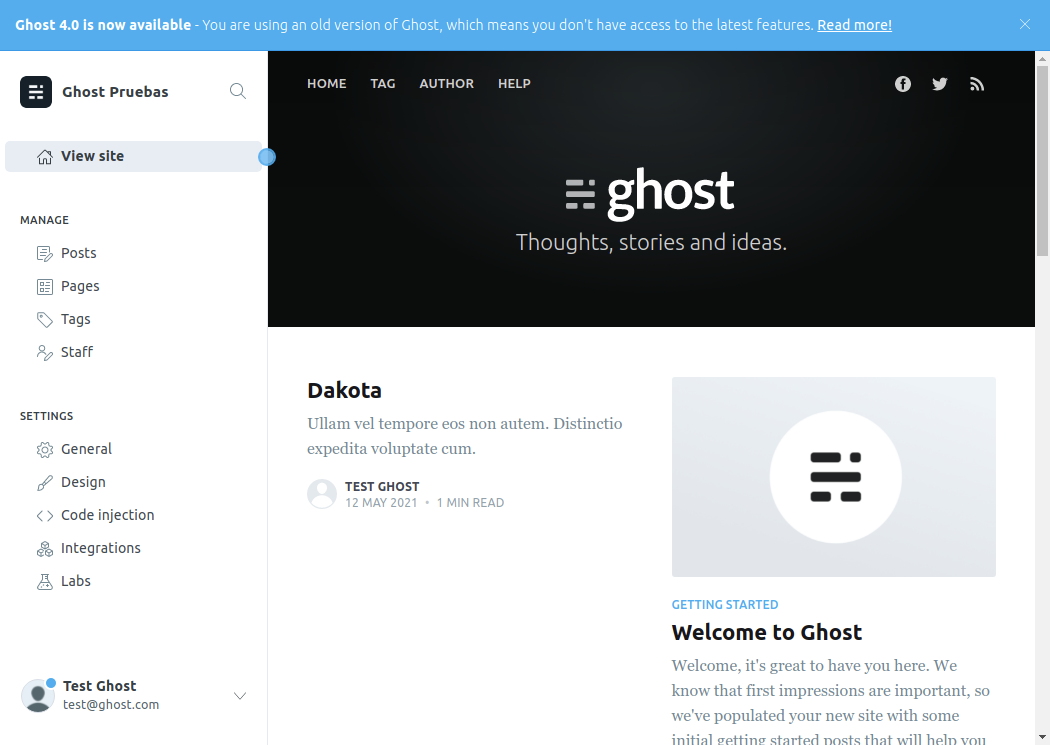 Ghost 4.0 is now available - You are using an old version of Ghost, which means you don't have access to the latest features. Read more!
Ghost Pruebas
View site
MANAGE
Posts
Pages
Tags
Staff
SETTINGS
General
Design
Code injection
Integrations
Labs
Test Ghost
test@ghost.com
HOME TAG AUTHOR HELP
ghost
Thoughts, stories and ideas.
Dakota
Ullam vel tempore eos non autem. Distinctio
expedita voluptate cum.
TEST GHOST
12 MAY 2021 • 1 MIN READ
GETTING STARTED
Welcome to Ghost
Welcome, it's great to have you here. We
know that first impressions are important, so
we've populated your new site with some
initial getting started posts that will help you